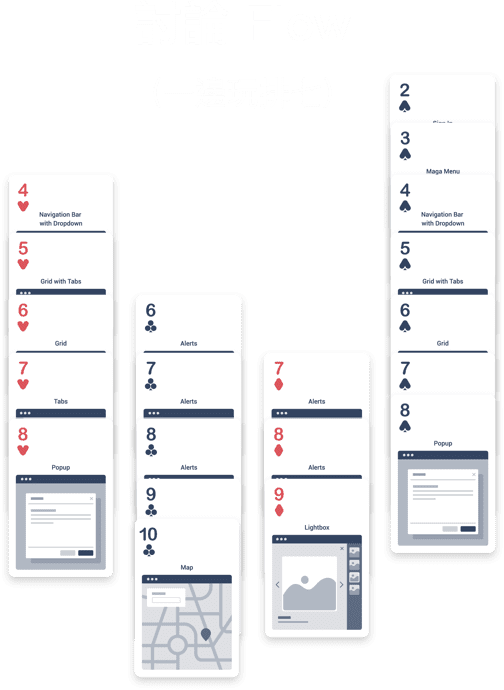 4
Navigation Bar
with Dropdown
5
Grid with Tabs
6
Grid
7
Tabs
8
Popup
6
Alerts
7
Alerts
8
Alerts
9
10
Map
7
Alerts
8
Alerts
9
Lightbox
2
Sign In
3
Maga Menu
4
Navigation Bar
with Dropdown
5
Grid with Tabs
6
Grid
7
8
Popup